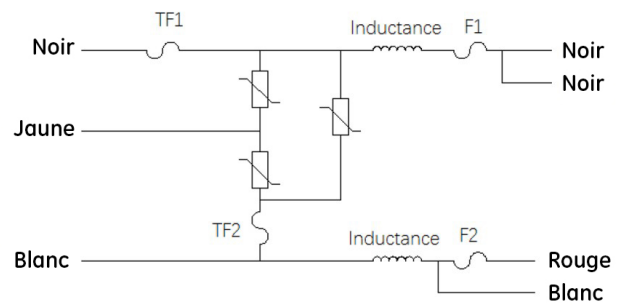 TF1
Inductance F1
Noir
Noir
Noir
Jaune
TF2
Inductance F2
Blanc
Rouge
Blanc